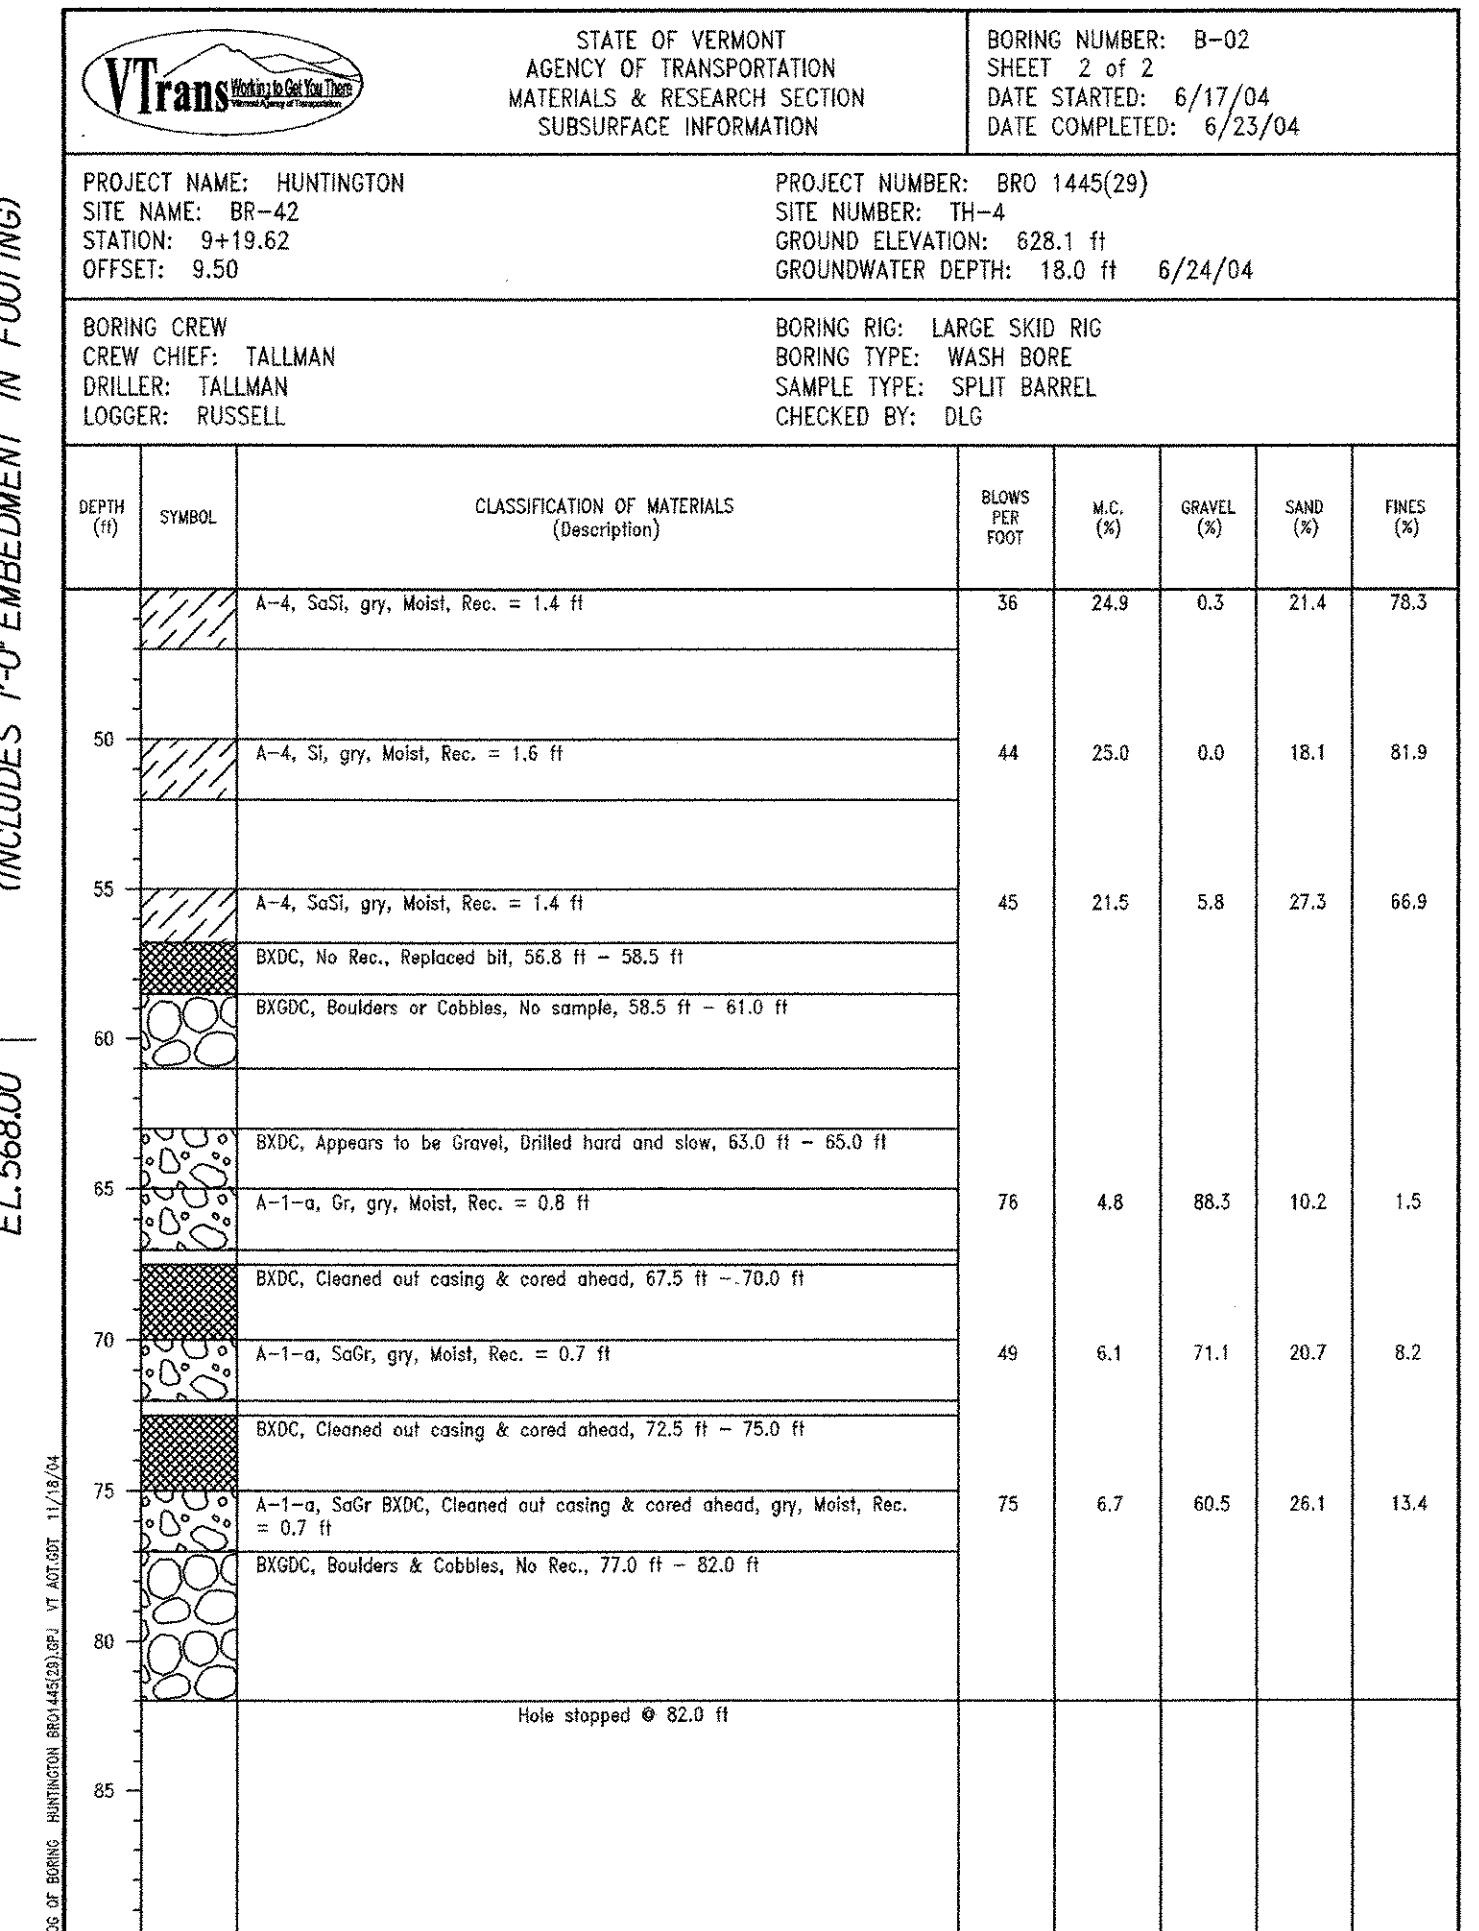 VTrans Working to Get You There
Vermont Agency of Transportation
STATE OF VERMONT
AGENCY OF TRANSPORTATION
MATERIALS & RESEARCH SECTION
SUBSURFACE INFORMATION
BORING NUMBER: B-02
SHEET 2 of 2
DATE STARTED: 6/17/04
DATE COMPLETED: 6/23/04
PROJECT NAME: HUNTINGTON
SITE NAME: BR-42
STATION: 9+19.62
OFFSET: 9.50
PROJECT NUMBER: BRO 1445(29)
SITE NUMBER: TH-4
GROUND ELEVATION: 628.1 ft
GROUNDWATER DEPTH: 18.0 ft 6/24/04
BORING CREW
CREW CHIEF: TALLMAN
DRILLER: TALLMAN
LOGGER: RUSSELL
BORING RIG: LARGE SKID RIG
BORING TYPE: WASH BORE
SAMPLE TYPE: SPLIT BARREL
CHECKED BY: DLG
DEPTH (ft)
SYMBOL
CLASSIFICATION OF MATERIALS
(Description)
BLOWS PER FOOT
M.C. (%)
GRAVEL (%)
SAND (%)
FINES (%)
A-4, SaSi, gry, Moist, Rec. = 1.4 ft 36 24.9 0.3 21.4 78.3
50 A-4, Si, gry, Moist, Rec. = 1.6 ft 44 25.0 0.0 18.1 81.9
55 A-4, SaSi, gry, Moist, Rec. = 1.4 ft 45 21.5 5.8 27.3 66.9
BXDC, No Rec., Replaced bit, 56.8 ft - 58.5 ft
BXGDC, Boulders or Cobbles, No sample, 58.5 ft - 61.0 ft
60
BXDC, Appears to be Gravel, Drilled hard and slow, 63.0 ft - 65.0 ft
65 A-1-a, Gr, gry, Moist, Rec. = 0.8 ft 76 4.8 88.3 10.2 1.5
BXDC, Cleaned out casing & cored ahead, 67.5 ft - 70.0 ft
70 A-1-a, SaGr, gry, Moist, Rec. = 0.7 ft 49 6.1 71.1 20.7 8.2
BXDC, Cleaned out casing & cored ahead, 72.5 ft - 75.0 ft
75 A-1-a, SaGr BXDC, Cleaned out casing & cored ahead, gry, Moist, Rec. 75 6.7 60.5 26.1 13.4
= 0.7 ft
BXGDC, Boulders & Cobbles, No Rec., 77.0 ft - 82.0 ft
80
Hole stopped @ 82.0 ft
85
(INCLUDES 1'-0" EMBEDMENT IN FOOTING)
EL.568.00
OG OF BORING HUNTINGTON BRO1445(29).GPJ VT AOT.GDT 11/18/04